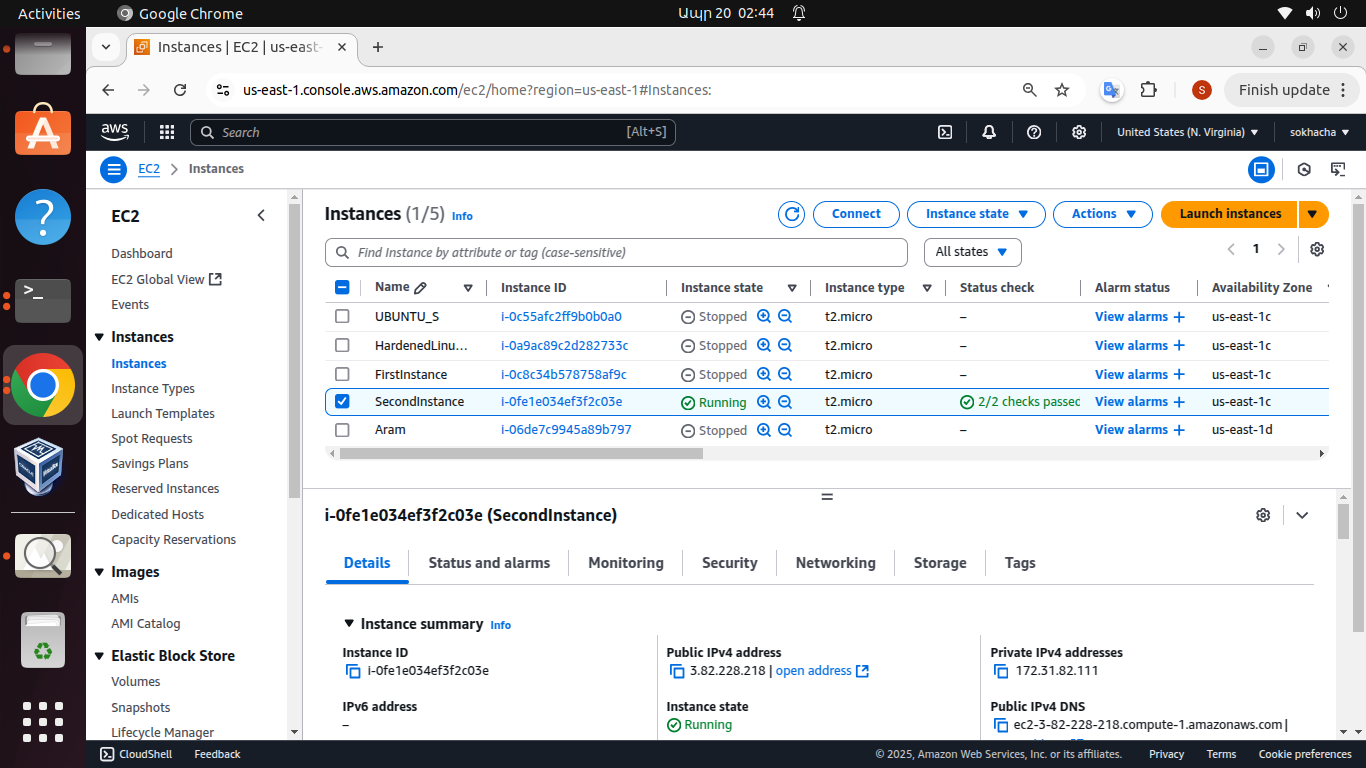 Activities Google Chrome Ապր 20 02:44
Instances | EC2 | us-east-
us-east-1.console.aws.amazon.com/ec2/home?region=us-east-1#Instances: S Finish update
aws Search [Alt+S] United States (N. Virginia) sokhacha
EC2 Instances
EC2
Dashboard
EC2 Global View
Events
Instances
Instances
Instance Types
Launch Templates
Spot Requests
Savings Plans
Reserved Instances
Dedicated Hosts
Capacity Reservations
Images
AMIs
AMI Catalog
Elastic Block Store
Volumes
Snapshots
Lifecycle Manager
Instances (1/5) Info Connect Instance state Actions Launch instances
Find Instance by attribute or tag (case-sensitive) All states 1
Name Instance ID Instance state Instance type Status check Alarm status Availability Zone
UBUNTU_S i-0c55afc2ff9b0b0a0 Stopped t2.micro – View alarms + us-east-1c
HardenedLinu... i-0a9ac89c2d282733c Stopped t2.micro – View alarms + us-east-1c
FirstInstance i-0c8c34b578758af9c Stopped t2.micro – View alarms + us-east-1c
SecondInstance i-0fe1e034ef3f2c03e Running t2.micro 2/2 checks passed View alarms + us-east-1c
Aram i-06de7c9945a89b797 Stopped t2.micro – View alarms + us-east-1d
i-0fe1e034ef3f2c03e (SecondInstance)
Details Status and alarms Monitoring Security Networking Storage Tags
Instance summary Info
Instance ID
i-0fe1e034ef3f2c03e
Public IPv4 address
3.82.228.218 | open address
Private IPv4 addresses
172.31.82.111
IPv6 address
–
Instance state
Running
Public IPv4 DNS
ec2-3-82-228-218.compute-1.amazonaws.com |
CloudShell Feedback © 2025, Amazon Web Services, Inc. or its affiliates. Privacy Terms Cookie preferences